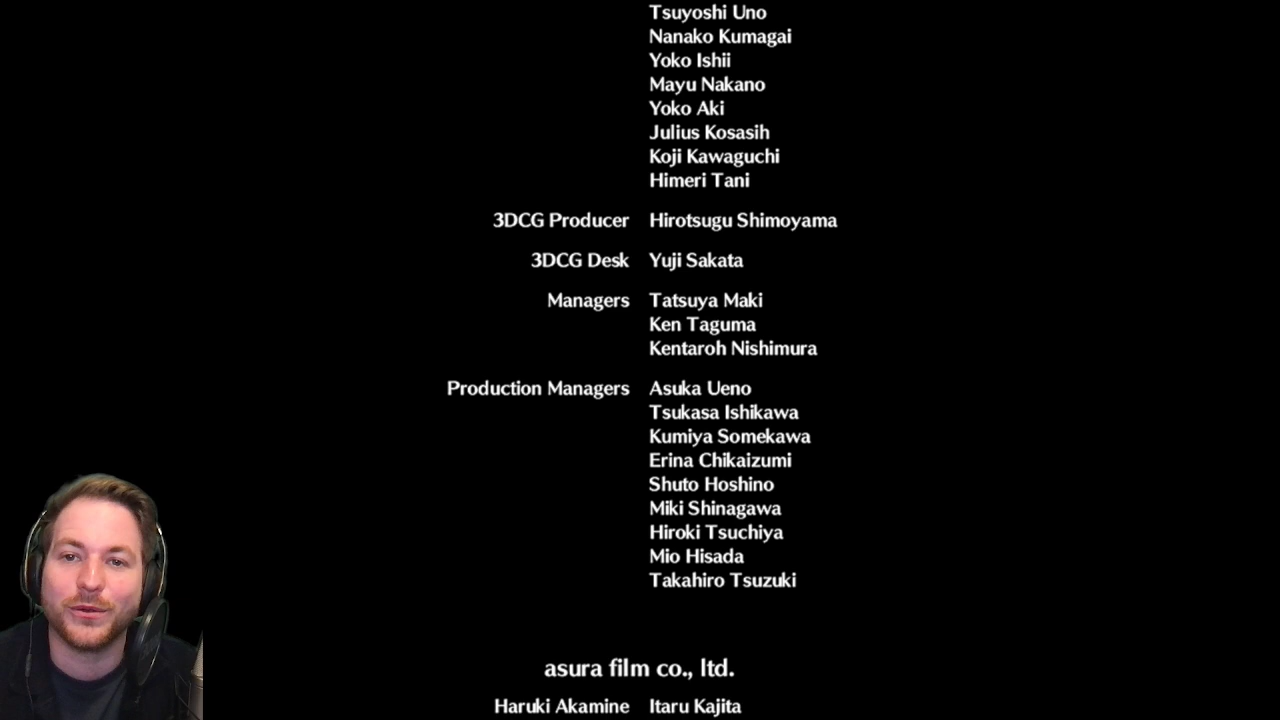 Tsuyoshi Uno
Nanako Kumagai
Yoko Ishii
Mayu Nakano
Yoko Aki
Julius Kosasih
Koji Kawaguchi
Himeri Tani
3DCG Producer Hirotsugu Shimoyama
3DCG Desk Yuji Sakata
Managers Tatsuya Maki
Ken Taguma
Kentaroh Nishimura
Production Managers Asuka Ueno
Tsukasa Ishikawa
Kumiya Somekawa
Erina Chikaizumi
Shuto Hoshino
Miki Shinagawa
Hiroki Tsuchiya
Mio Hisada
Takahiro Tsuzuki
asura film co., ltd.
Haruki Akamine Itaru Kajita